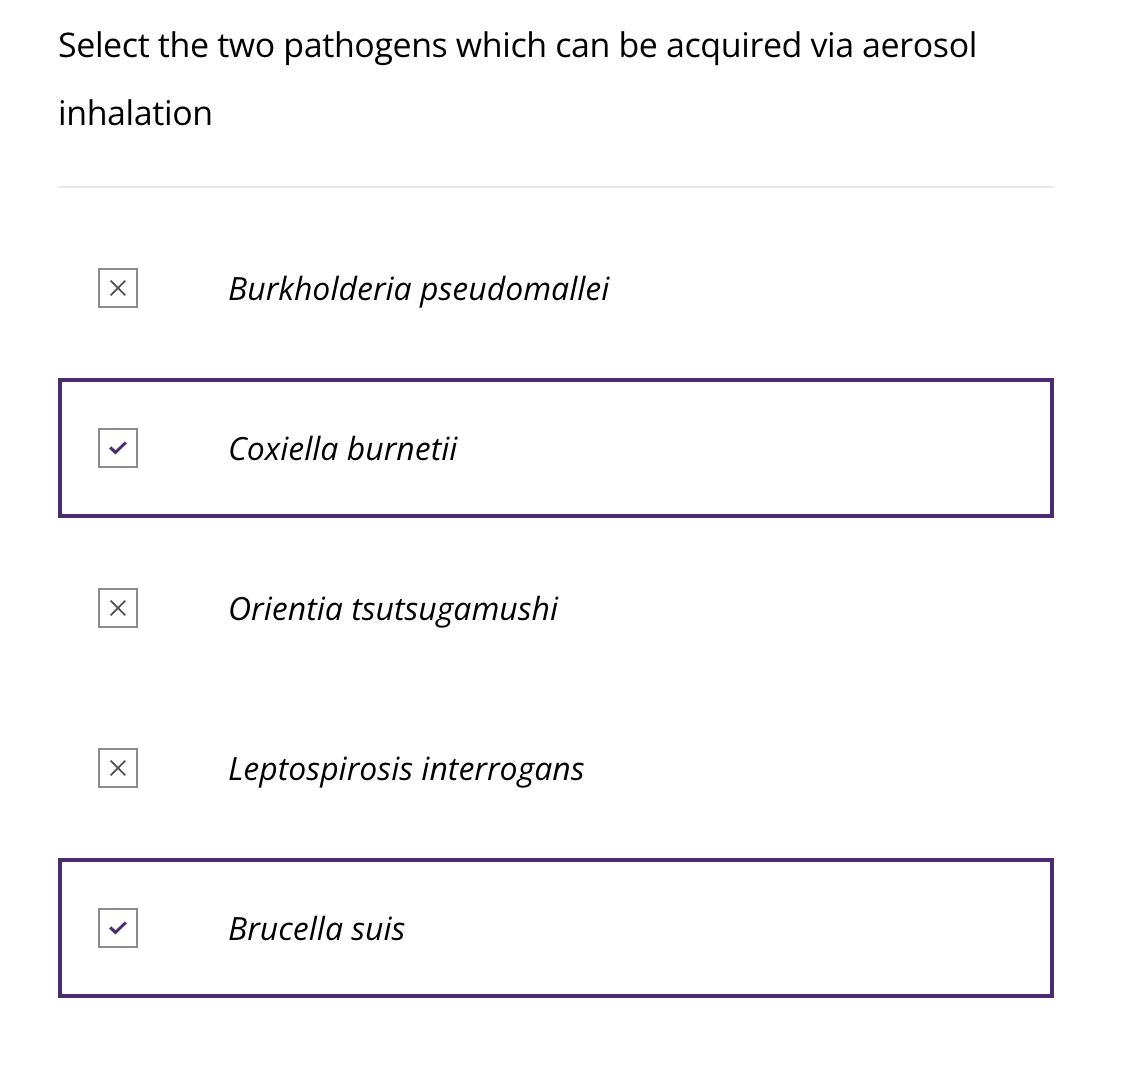 Select the two pathogens which can be acquired via aerosol
inhalation
Burkholderia pseudomallei
Coxiella burnetii
Orientia tsutsugamushi
Leptospirosis interrogans
Brucella suis